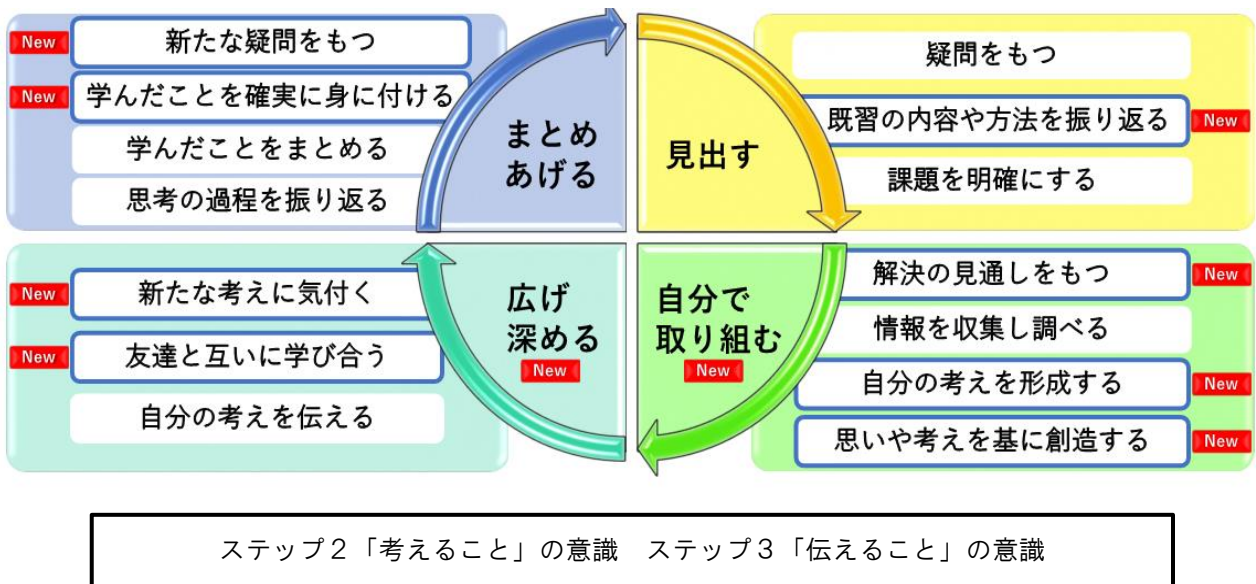 見出す
疑問をもつ
既習の内容や方法を振り返る New
課題を明確にする
自分で
取り組む
New
解決の見通しをもつ New
情報を収集し調べる
自分の考えを形成する New
思いや考えを基に創造する New
広げ
深める
New
New 新たな考えに気付く
New 友達と互いに学び合う
自分の考えを伝える
まとめ
あげる
New 新たな疑問をもつ
New 学んだことを確実に身に付ける
学んだことをまとめる
思考の過程を振り返る
ステップ2「考えること」の意識　ステップ3「伝えること」の意識